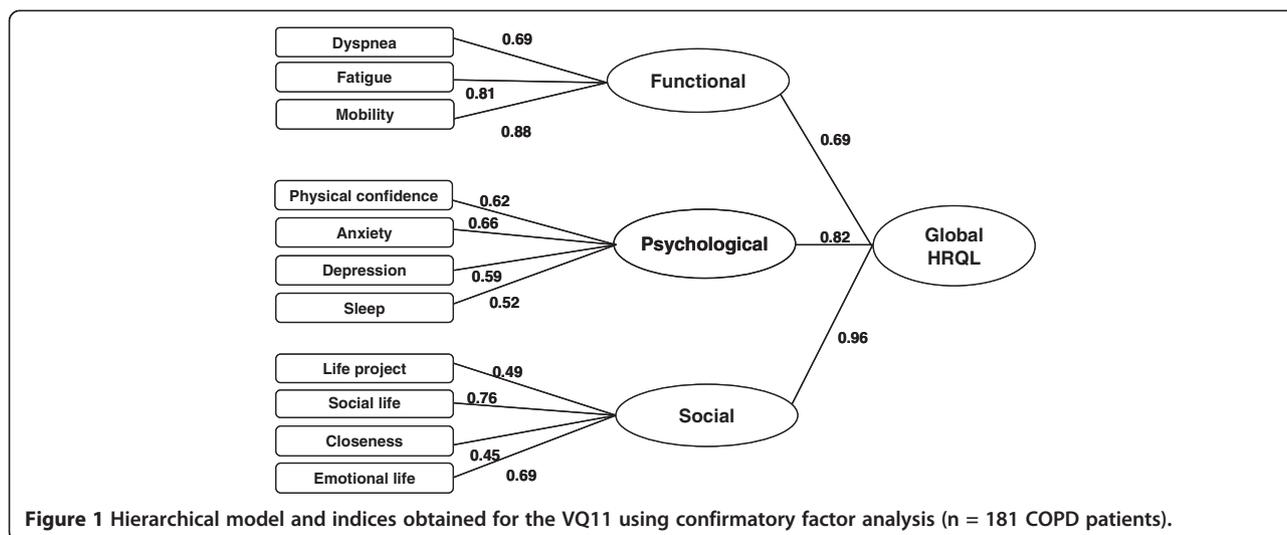 Dyspnea
0.69
Fatigue
0.81
Mobility
0.88
Functional
0.69
Physical confidence
0.62
Anxiety
0.66
Depression
0.59
Sleep
0.52
Psychological
0.82
Global
HRQL
Life project
0.49
Social life
0.76
Closeness
0.45
Emotional life
0.69
Social
0.96
Figure 1 Hierarchical model and indices obtained for the VQ11 using confirmatory factor analysis (n = 181 COPD patients).